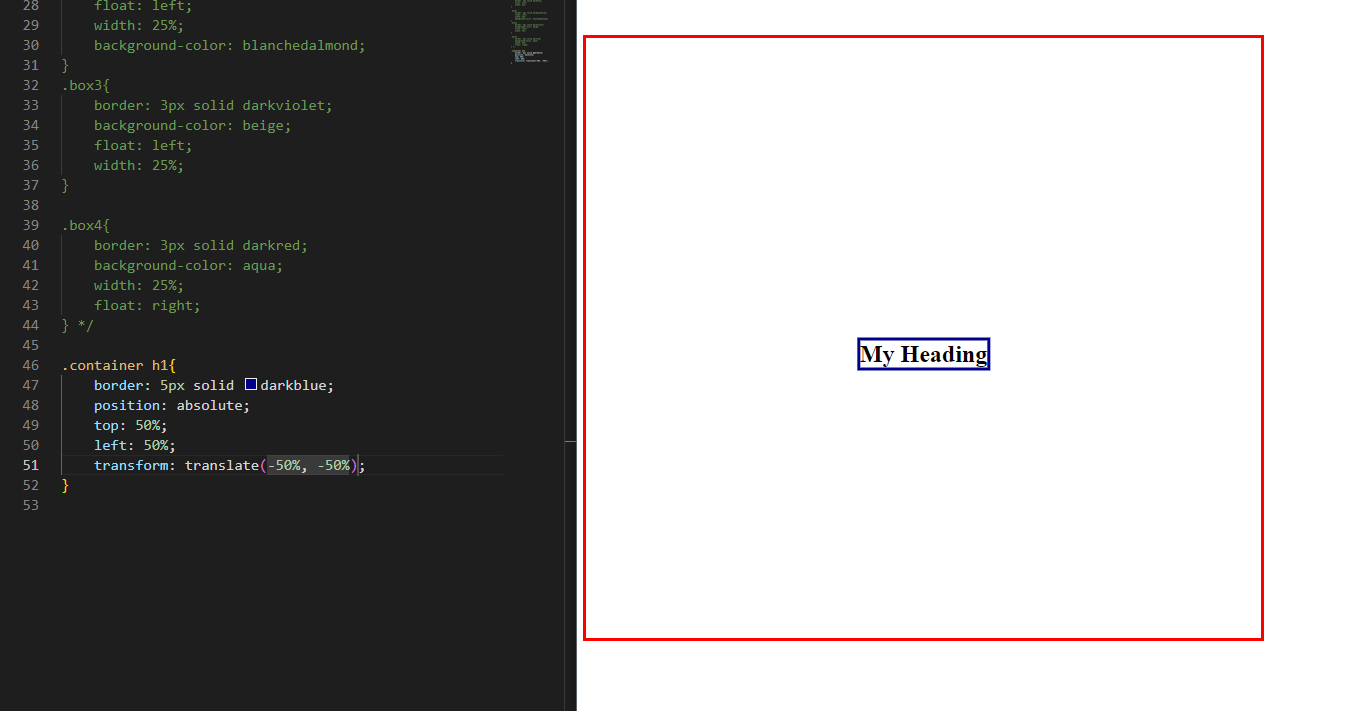 28 float: left;
29 width: 25%;
30 background-color: blanchedalmond;
31 }
32 .box3{
33 border: 3px solid darkviolet;
34 background-color: beige;
35 float: left;
36 width: 25%;
37 }
38
39 .box4{
40 border: 3px solid darkred;
41 background-color: aqua;
42 width: 25%;
43 float: right;
44 } */
45
46 .container h1{
47 border: 5px solid darkblue;
48 position: absolute;
49 top: 50%;
50 left: 50%;
51 transform: translate(-50%, -50%);
52 }
53
My Heading